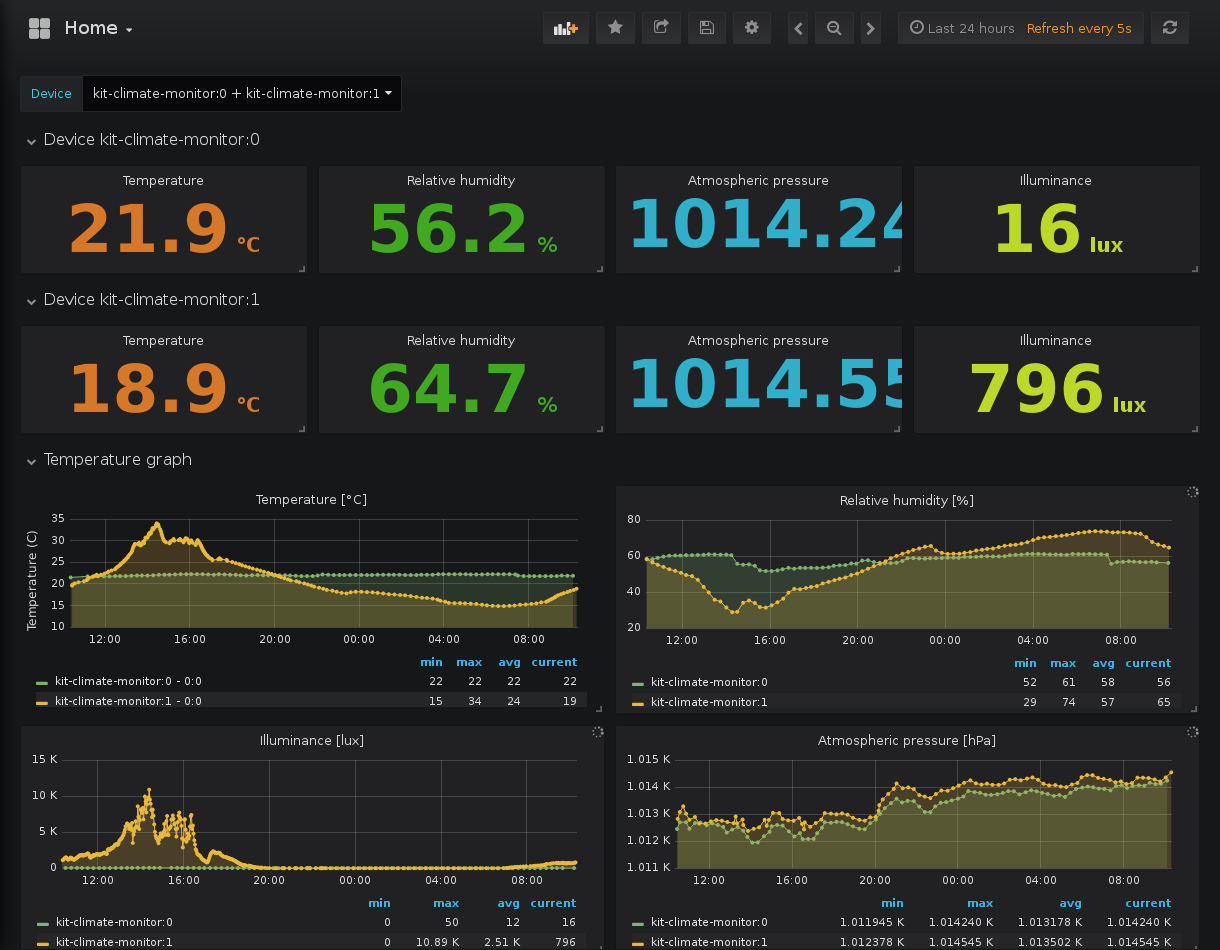 Home
Last 24 hours Refresh every 5s
Device kit-climate-monitor:0 + kit-climate-monitor:1
Device kit-climate-monitor:0
Temperature Relative humidity Atmospheric pressure Illuminance
21.9 °C 56.2 % 1014.24 16 lux
Device kit-climate-monitor:1
Temperature Relative humidity Atmospheric pressure Illuminance
18.9 °C 64.7 % 1014.55 796 lux
Temperature graph
Temperature [°C]
Temperature (C)
35
30
25
20
15
10
12:00 16:00 20:00 00:00 04:00 08:00
min max avg current
kit-climate-monitor:0 - 0:0 22 22 22 22
kit-climate-monitor:1 - 0:0 15 34 24 19
Relative humidity [%]
80
60
40
20
12:00 16:00 20:00 00:00 04:00 08:00
min max avg current
kit-climate-monitor:0 52 61 58 56
kit-climate-monitor:1 29 74 57 65
Illuminance [lux]
15 K
10 K
5 K
0
12:00 16:00 20:00 00:00 04:00 08:00
min max avg current
kit-climate-monitor:0 0 50 12 16
kit-climate-monitor:1 0 10.89 K 2.51 K 796
Atmospheric pressure [hPa]
1.015 K
1.014 K
1.013 K
1.012 K
1.011 K
12:00 16:00 20:00 00:00 04:00 08:00
min max avg current
kit-climate-monitor:0 1.011945 K 1.014240 K 1.013178 K 1.014240 K
kit-climate-monitor:1 1.012378 K 1.014545 K 1.013502 K 1.014545 K